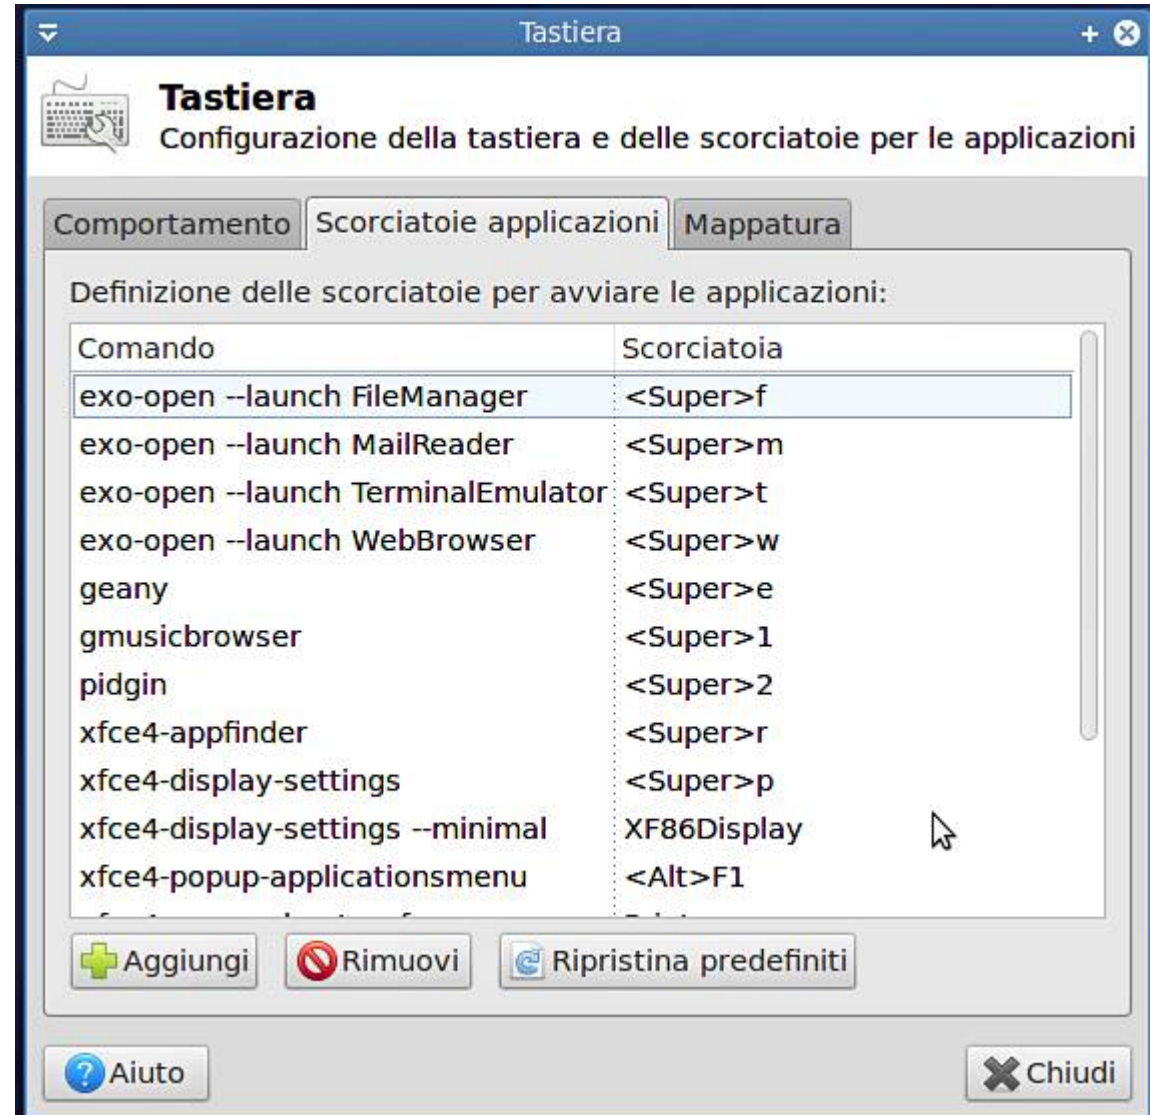 Tastiera
Tastiera
Configurazione della tastiera e delle scorciatoie per le applicazioni
Comportamento Scorciatoie applicazioni Mappatura
Definizione delle scorciatoie per avviare le applicazioni:
Comando Scorciatoia
exo-open --launch FileManager <Super>f
exo-open --launch MailReader <Super>m
exo-open --launch TerminalEmulator <Super>t
exo-open --launch WebBrowser <Super>w
geany <Super>e
gmusicbrowser <Super>1
pidgin <Super>2
xfce4-appfinder <Super>r
xfce4-display-settings <Super>p
xfce4-display-settings --minimal XF86Display
xfce4-popup-applicationsmenu <Alt>F1
Aggiungi Rimuovi Ripristina predefiniti
Aiuto Chiudi